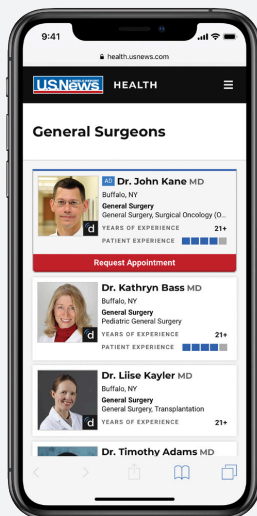 9:41
health.usnews.com
U.S.News HEALTH
General Surgeons
AD Dr. John Kane MD
Buffalo, NY
General Surgery
General Surgery, Surgical Oncology (O...
YEARS OF EXPERIENCE 21+
PATIENT EXPERIENCE
d
Request Appointment
Dr. Kathryn Bass MD
Buffalo, NY
General Surgery
Pediatric General Surgery
YEARS OF EXPERIENCE 21+
PATIENT EXPERIENCE
d
Dr. Liise Kayler MD
Buffalo, NY
General Surgery
General Surgery, Transplantation
YEARS OF EXPERIENCE 21+
d
Dr. Timothy Adams MD